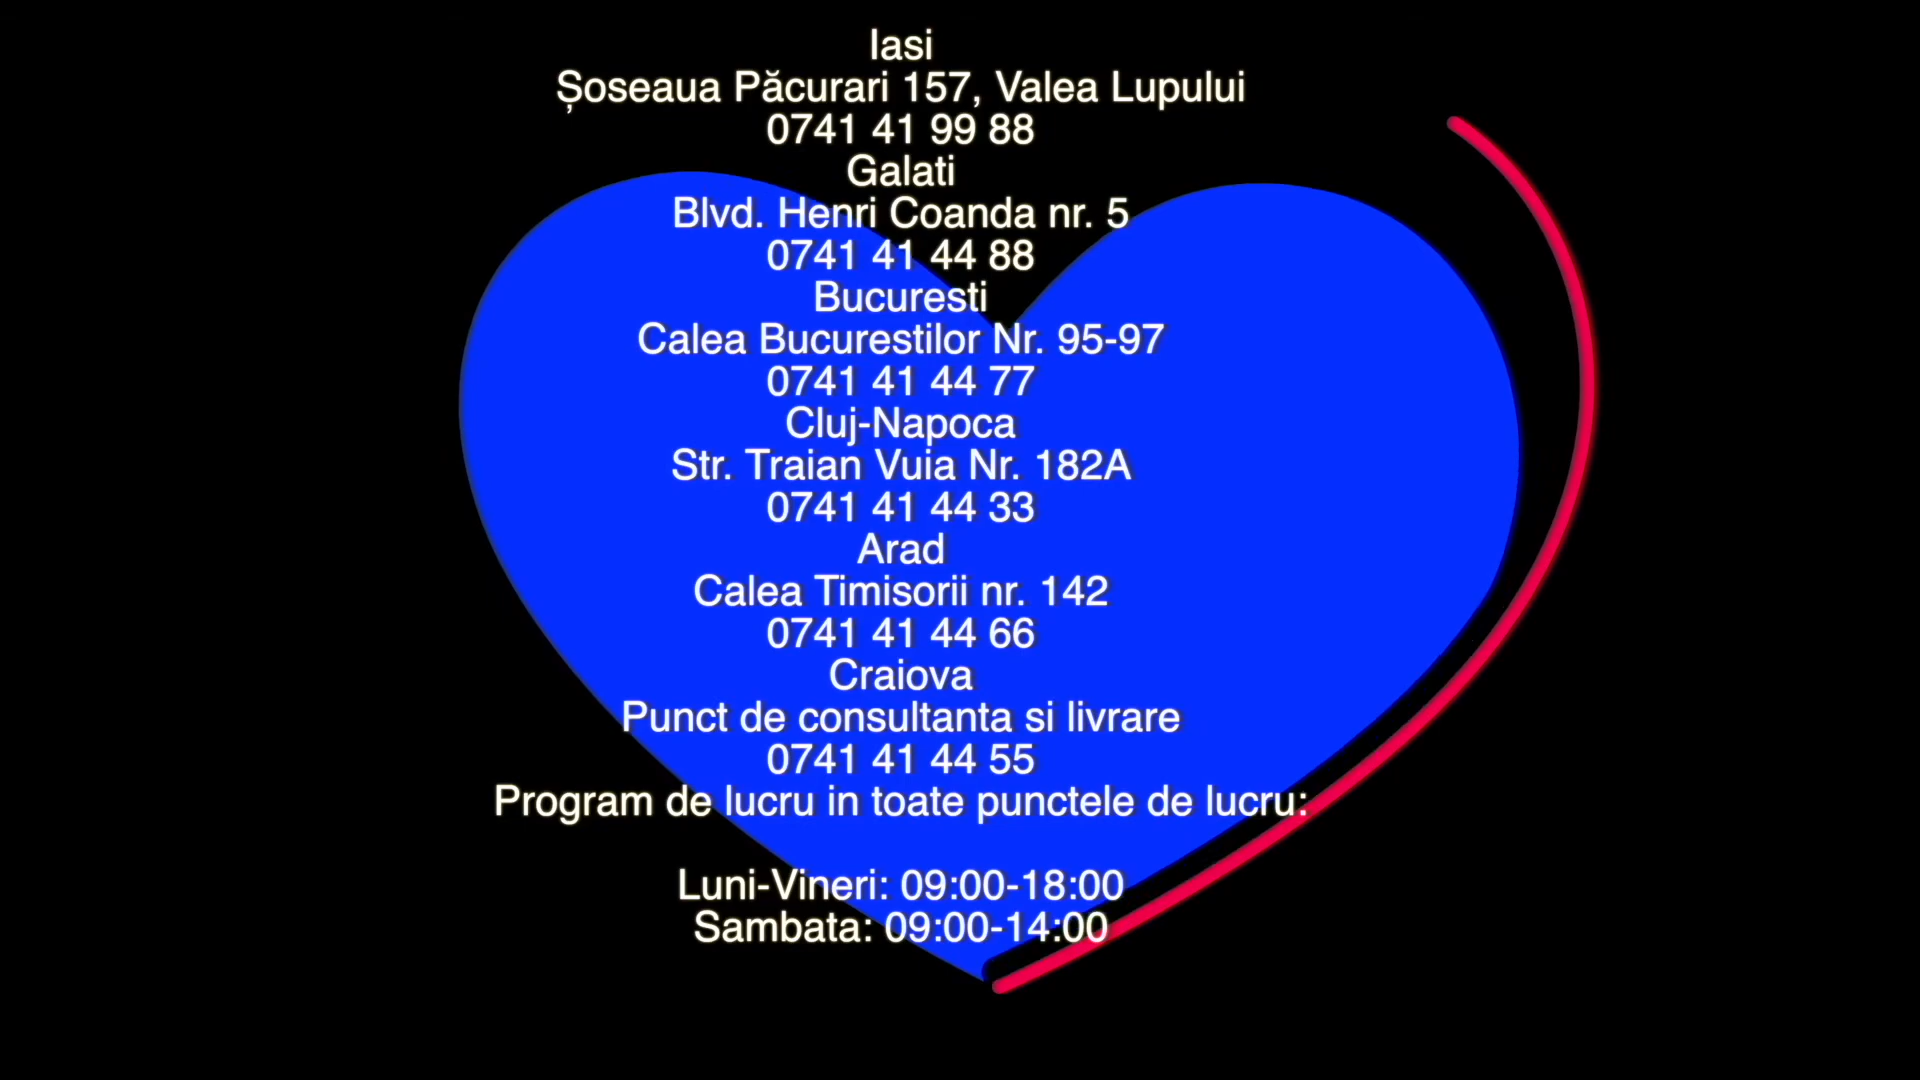 Iasi
Șoseaua Păcurari 157, Valea Lupului
0741 41 99 88
Galati
Blvd. Henri Coanda nr. 5
0741 41 44 88
Bucuresti
Calea Bucurestilor Nr. 95-97
0741 41 44 77
Cluj-Napoca
Str. Traian Vuia Nr. 182A
0741 41 44 33
Arad
Calea Timisorii nr. 142
0741 41 44 66
Craiova
Punct de consultanta si livrare
0741 41 44 55
Program de lucru in toate punctele de lucru:
Luni-Vineri: 09:00-18:00
Sambata: 09:00-14:00